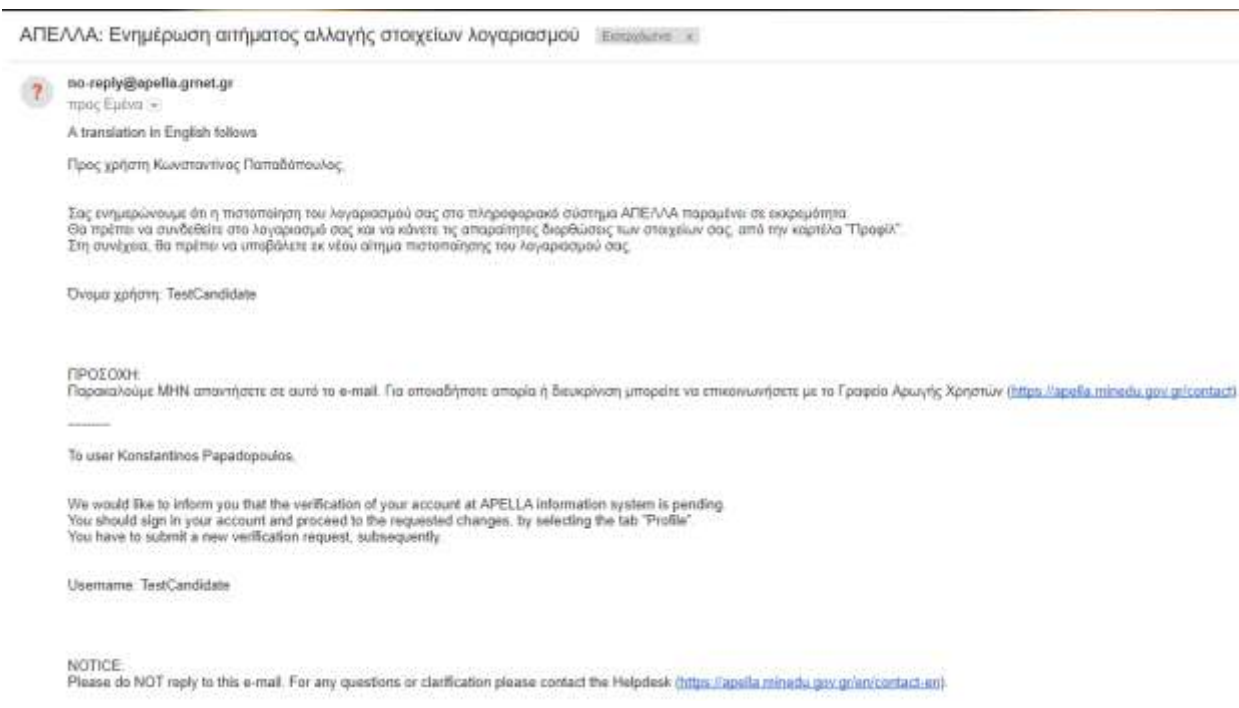 ΑΠΕΛΛΑ: Ενημέρωση αιτήματος αλλαγής στοιχείων λογαριασμού Εισερχόμενα x
?
no-reply@apella.grnet.gr
προς Εμένα
A translation in English follows
Προς χρήστη Κωνσταντίνος Παπαδόπουλος,
Σας ενημερώνουμε ότι η πιστοποίηση του λογαριασμού σας στο πληροφοριακό σύστημα ΑΠΕΛΛΑ παραμένει σε εκκρεμότητα.
Θα πρέπει να συνδεθείτε στο λογαριασμό σας και να κάνετε τις απαραίτητες διορθώσεις των στοιχείων σας, από την καρτέλα "Προφίλ".
Στη συνέχεια, θα πρέπει να υποβάλετε εκ νέου αίτημα πιστοποίησης του λογαριασμού σας.
Όνομα χρήστη: TestCandidate
ΠΡΟΣΟΧΗ:
Παρακαλούμε ΜΗΝ απαντήσετε σε αυτό το e-mail. Για οποιαδήποτε απορία ή διευκρίνιση μπορείτε να επικοινωνήσετε με το Γραφείο Αρωγής Χρηστών (https://apella.minedu.gov.gr/contact)
----------
To user Konstantinos Papadopoulos,
We would like to inform you that the verification of your account at APELLA information system is pending.
You should sign in your account and proceed to the requested changes, by selecting the tab "Profile".
You have to submit a new verification request, subsequently.
Username: TestCandidate
NOTICE:
Please do NOT reply to this e-mail. For any questions or clarification please contact the Helpdesk (https://apella.minedu.gov.gr/en/contact-en).